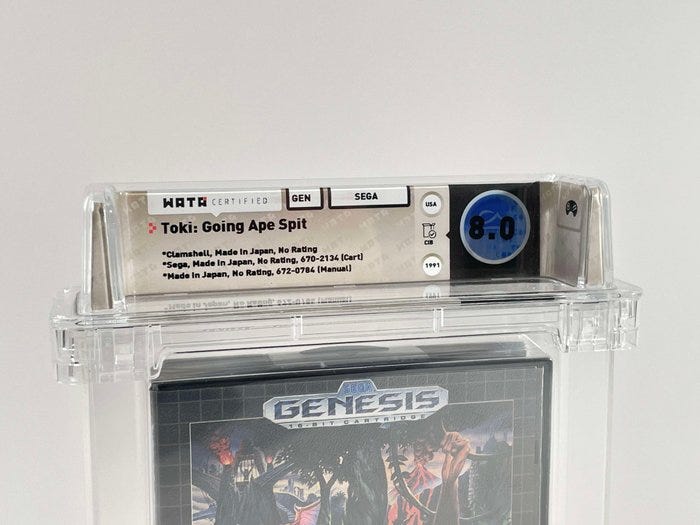 WATA CERTIFIED
GEN
SEGA
Toki: Going Ape Spit
*Clamshell, Made in Japan, No Rating
*Sega, Made in Japan, No Rating, 670-2134 (Cart)
*Made in Japan, No Rating, 672-0784 (Manual)
USA
CIB
1991
8.0
SEGA
GENESIS
16-BIT CARTRIDGE